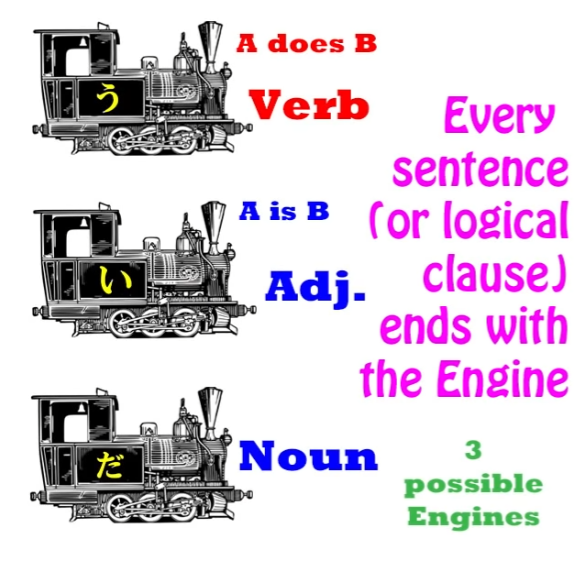 う
A does B
Verb
い
A is B
Adj.
だ
Noun
Every
sentence
(or logical
clause)
ends with
the Engine
3
possible
Engines